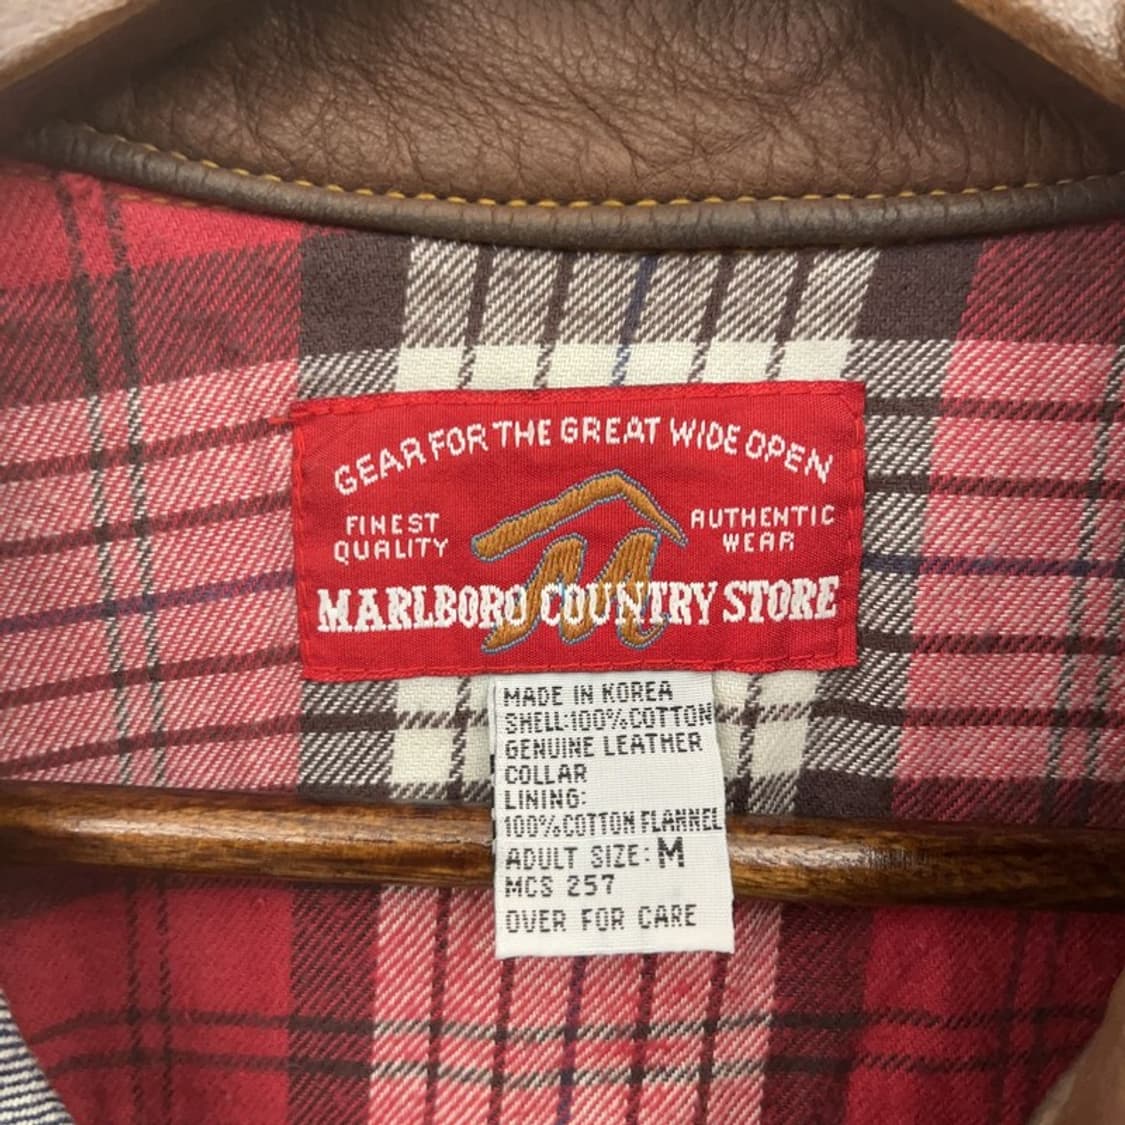 GEAR FOR THE GREAT WIDE OPEN
FINEST
QUALITY
AUTHENTIC
WEAR
M
MARLBORO COUNTRY STORE
MADE IN KOREA
SHELL:100%COTTON
GENUINE LEATHER
COLLAR
LINING:
100%COTTON FLANNEL
ADULT SIZE: M
MCS 257
OVER FOR CARE